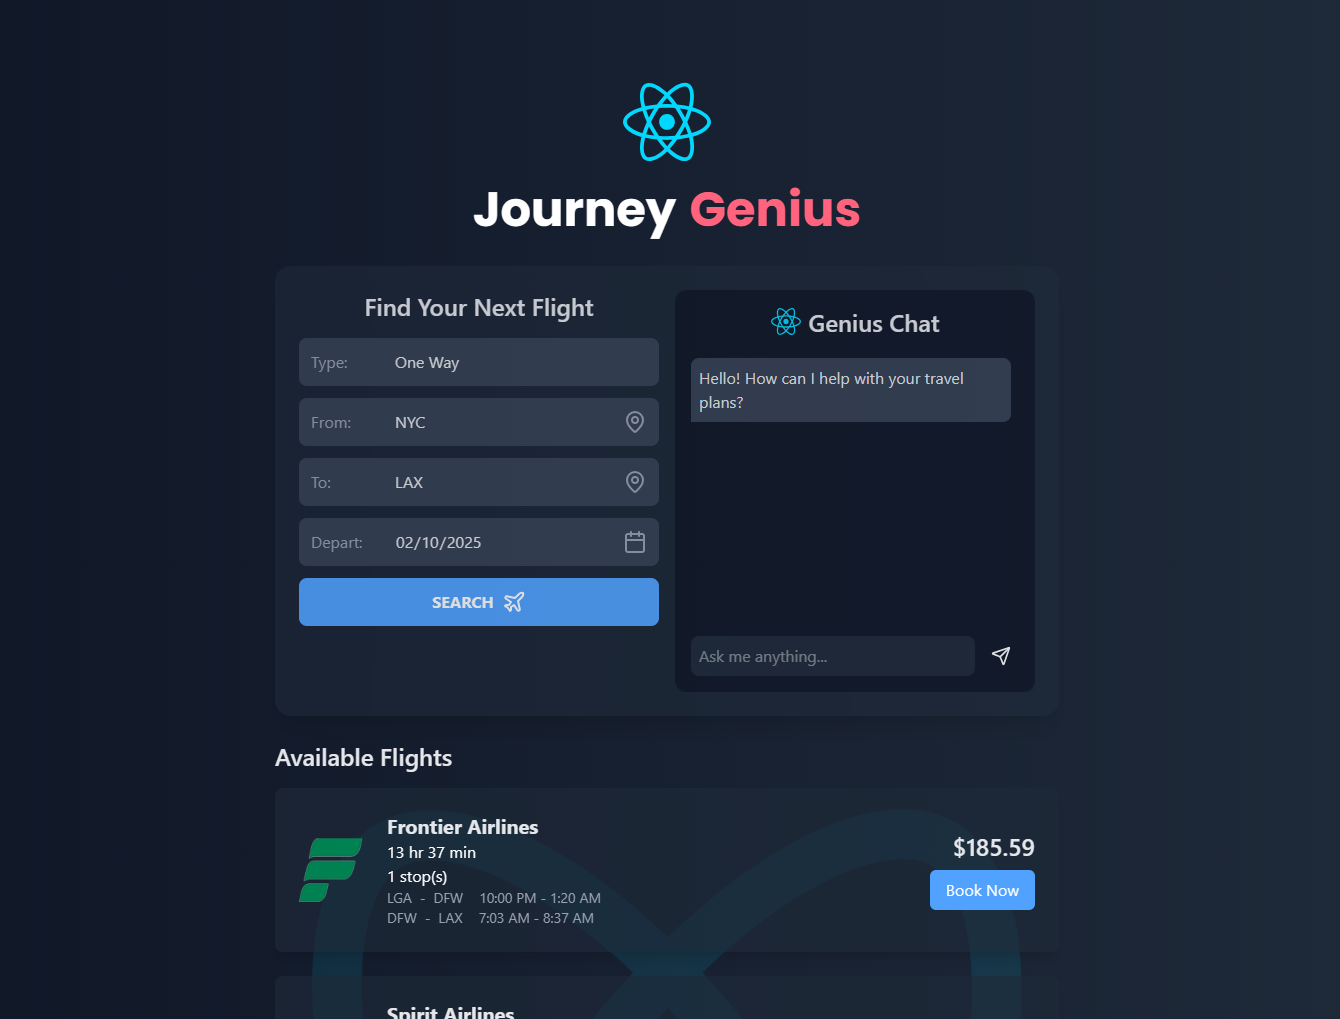 Journey Genius
Find Your Next Flight
Type: One Way
From: NYC
To: LAX
Depart: 02/10/2025
SEARCH
Genius Chat
Hello! How can I help with your travel
plans?
Ask me anything...
Available Flights
Frontier Airlines
13 hr 37 min
1 stop(s)
LGA - DFW 10:00 PM - 1:20 AM
DFW - LAX 7:03 AM - 8:37 AM
$185.59
Book Now
Spirit Airlines